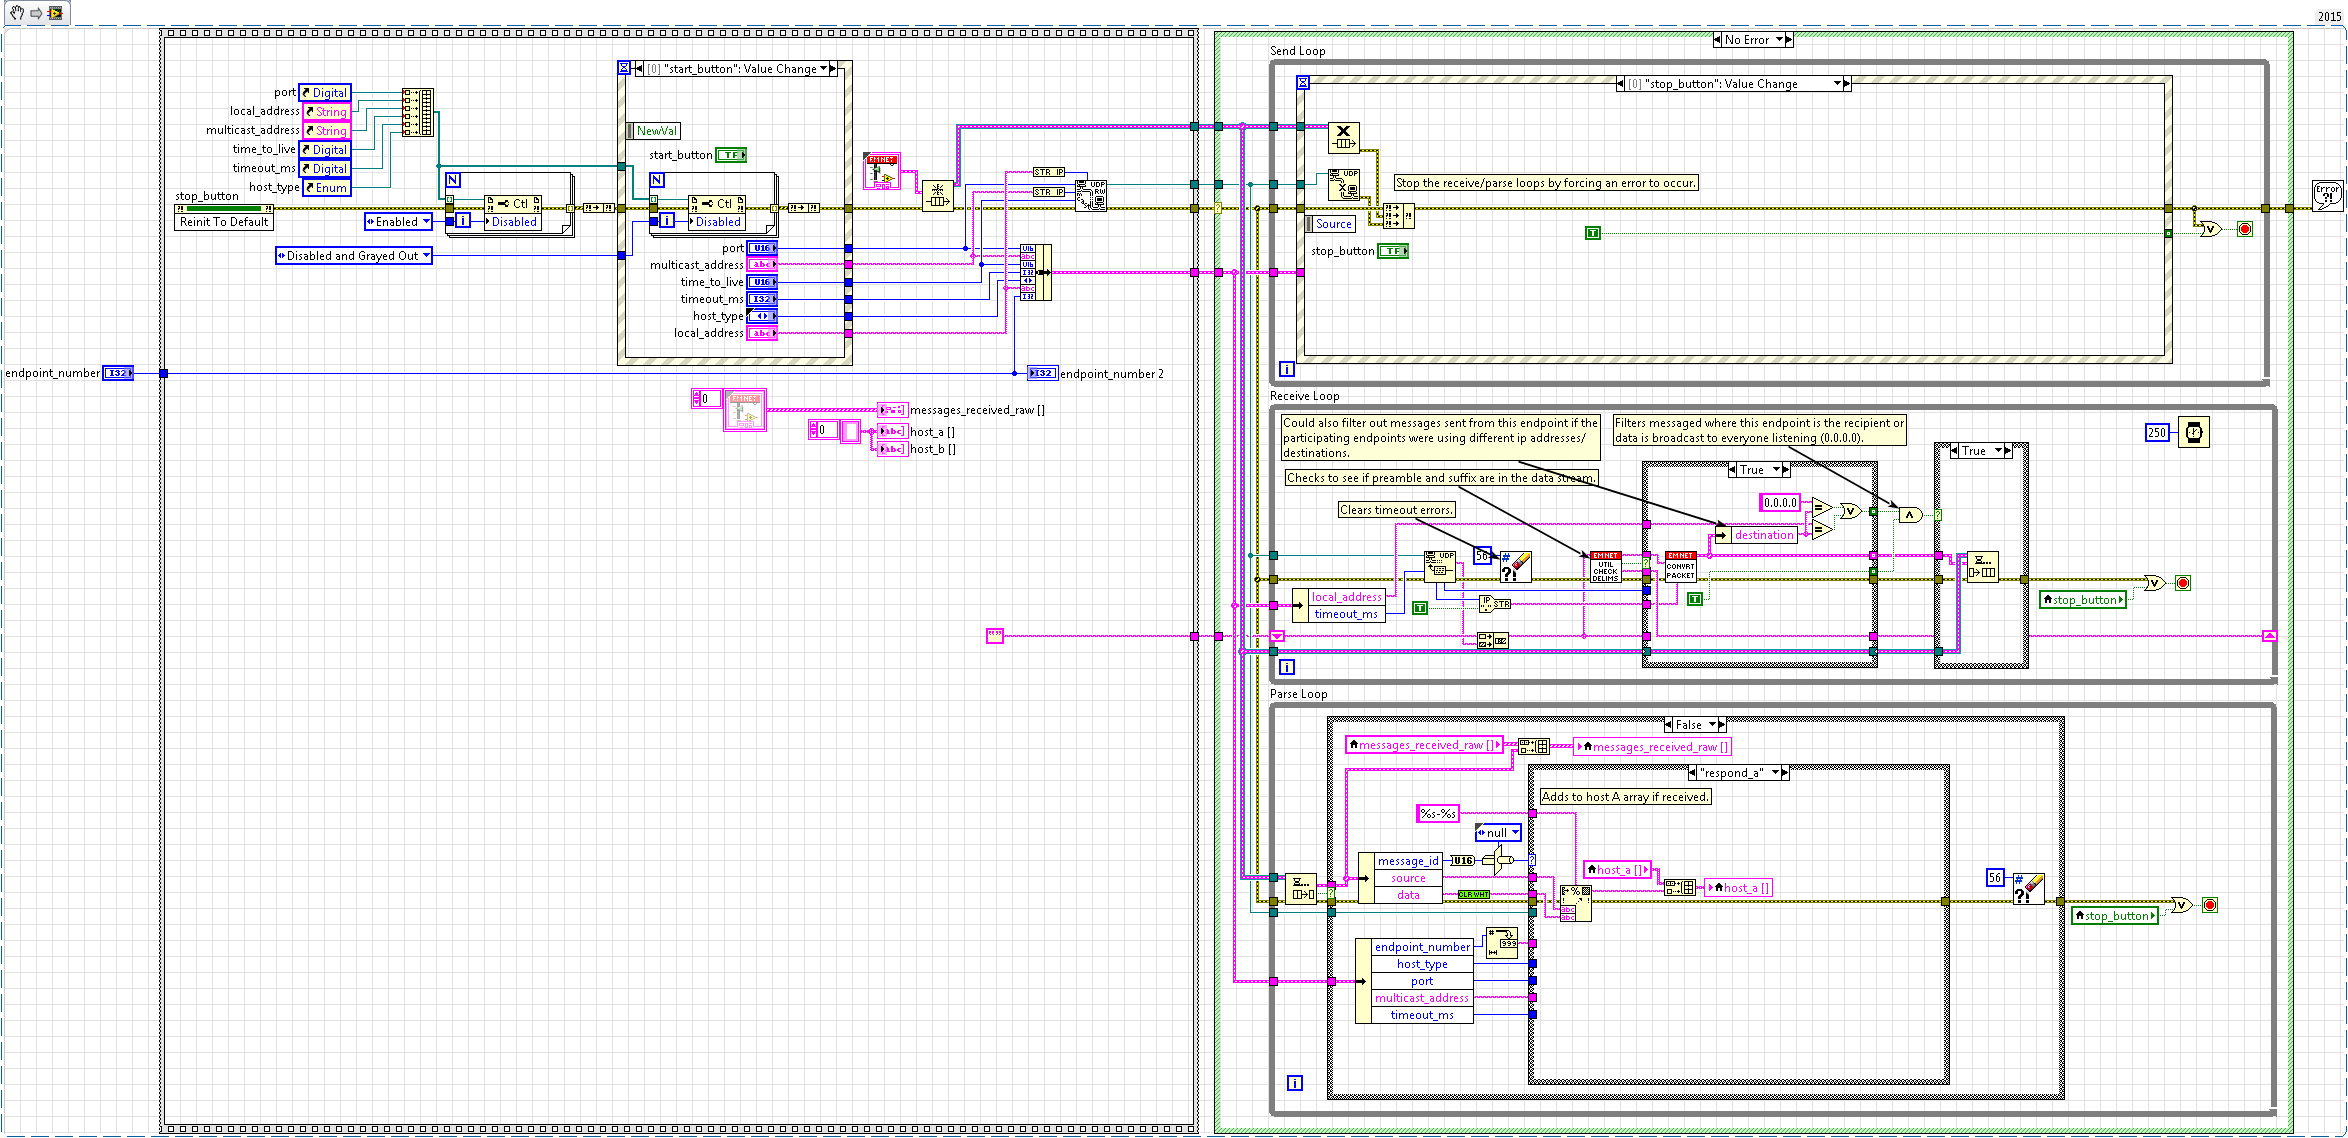 2015
No Error
Send Loop
[0] "start_button": Value Change
[0] "stop_button": Value Change
port
Digital
local_address
String
multicast_address
String
time_to_live
Digital
timeout_ms
Digital
host_type
Enum
stop_button
Reinit To Default
N
Enabled
i
Ctl
Disabled
Disabled and Grayed Out
NewVal
start_button
TF
N
i
Ctl
Disabled
port
U16
multicast_address
abc
time_to_live
U16
timeout_ms
I32
host_type
local_address
abc
EMNET
STR IP
STR IP
UDP
Stop the receive/parse loops by forcing an error to occur.
Source
stop_button
TF
T
Error
?!
i
endpoint_number
I32
I32
endpoint_number 2
0
messages_received_raw []
0
host_a []
host_b []
Receive Loop
Could also filter out messages sent from this endpoint if the
participating endpoints were using different ip addresses/
destinations.
Filters messaged where this endpoint is the recipient or
data is broadcast to everyone listening (0.0.0.0).
250
True
Checks to see if preamble and suffix are in the data stream.
True
Clears timeout errors.
0.0.0.0
destination
UDP
56
EMNET
UTIL
CHECK
DELIMS
EMNET
CONVRT
PACKET
local_address
timeout_ms
T
IP
STR
T
stop_button
i
Parse Loop
False
messages_received_raw []
messages_received_raw []
"respond_a"
Adds to host A array if received.
%s-%s
null
message_id
U16
source
data
CLRWHT
host_a []
host_a []
56
stop_button
endpoint_number
host_type
port
multicast_address
timeout_ms
i